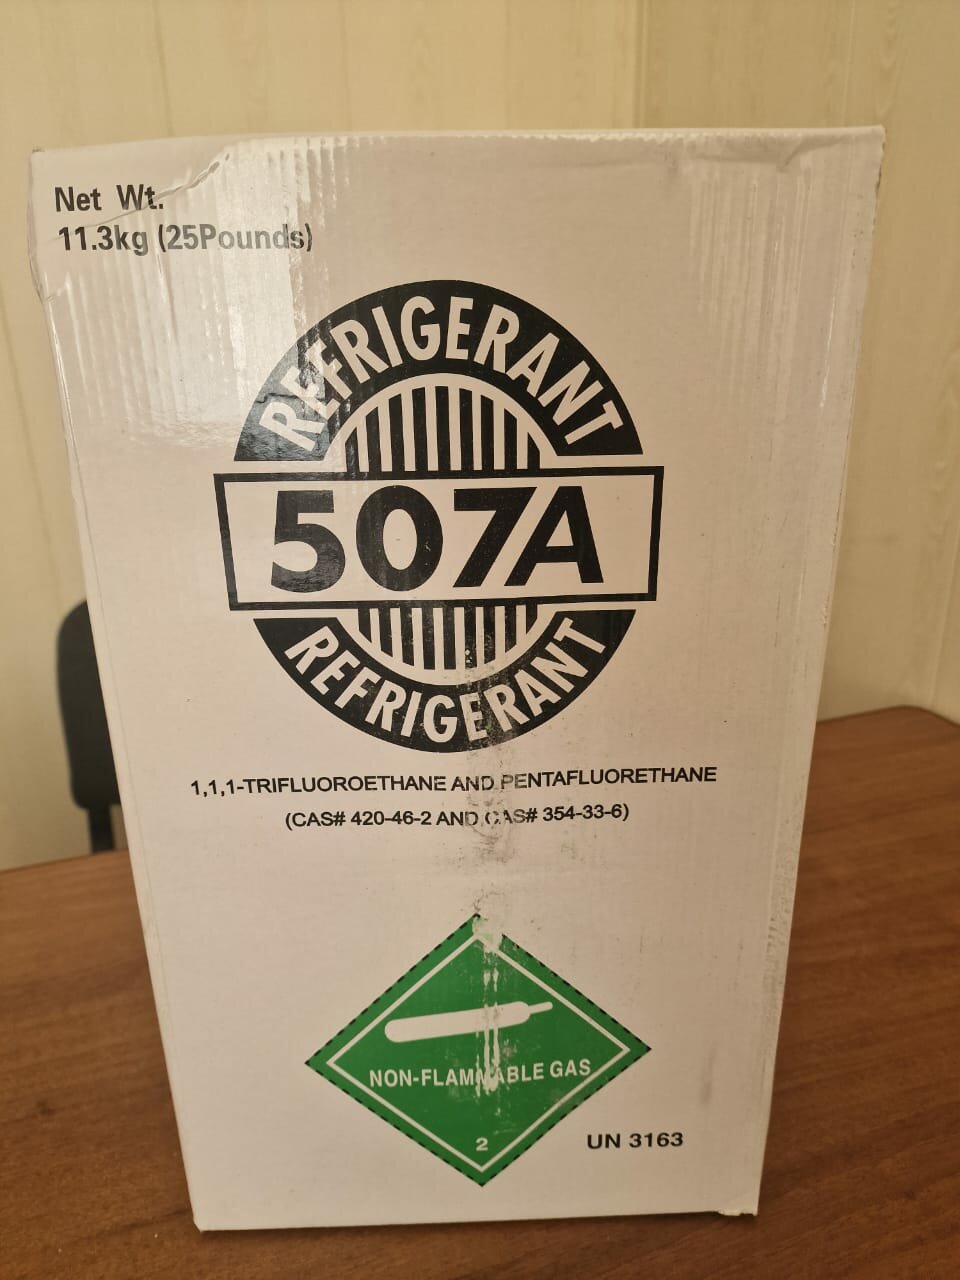 Net Wt.
11.3kg (25Pounds)
REFRIGERANT
507A
REFRIGERANT
1,1,1-TRIFLUOROETHANE AND PENTAFLUORETHANE
(CAS# 420-46-2 AND CAS# 354-33-6)
NON-FLAMMABLE GAS
2
UN 3163